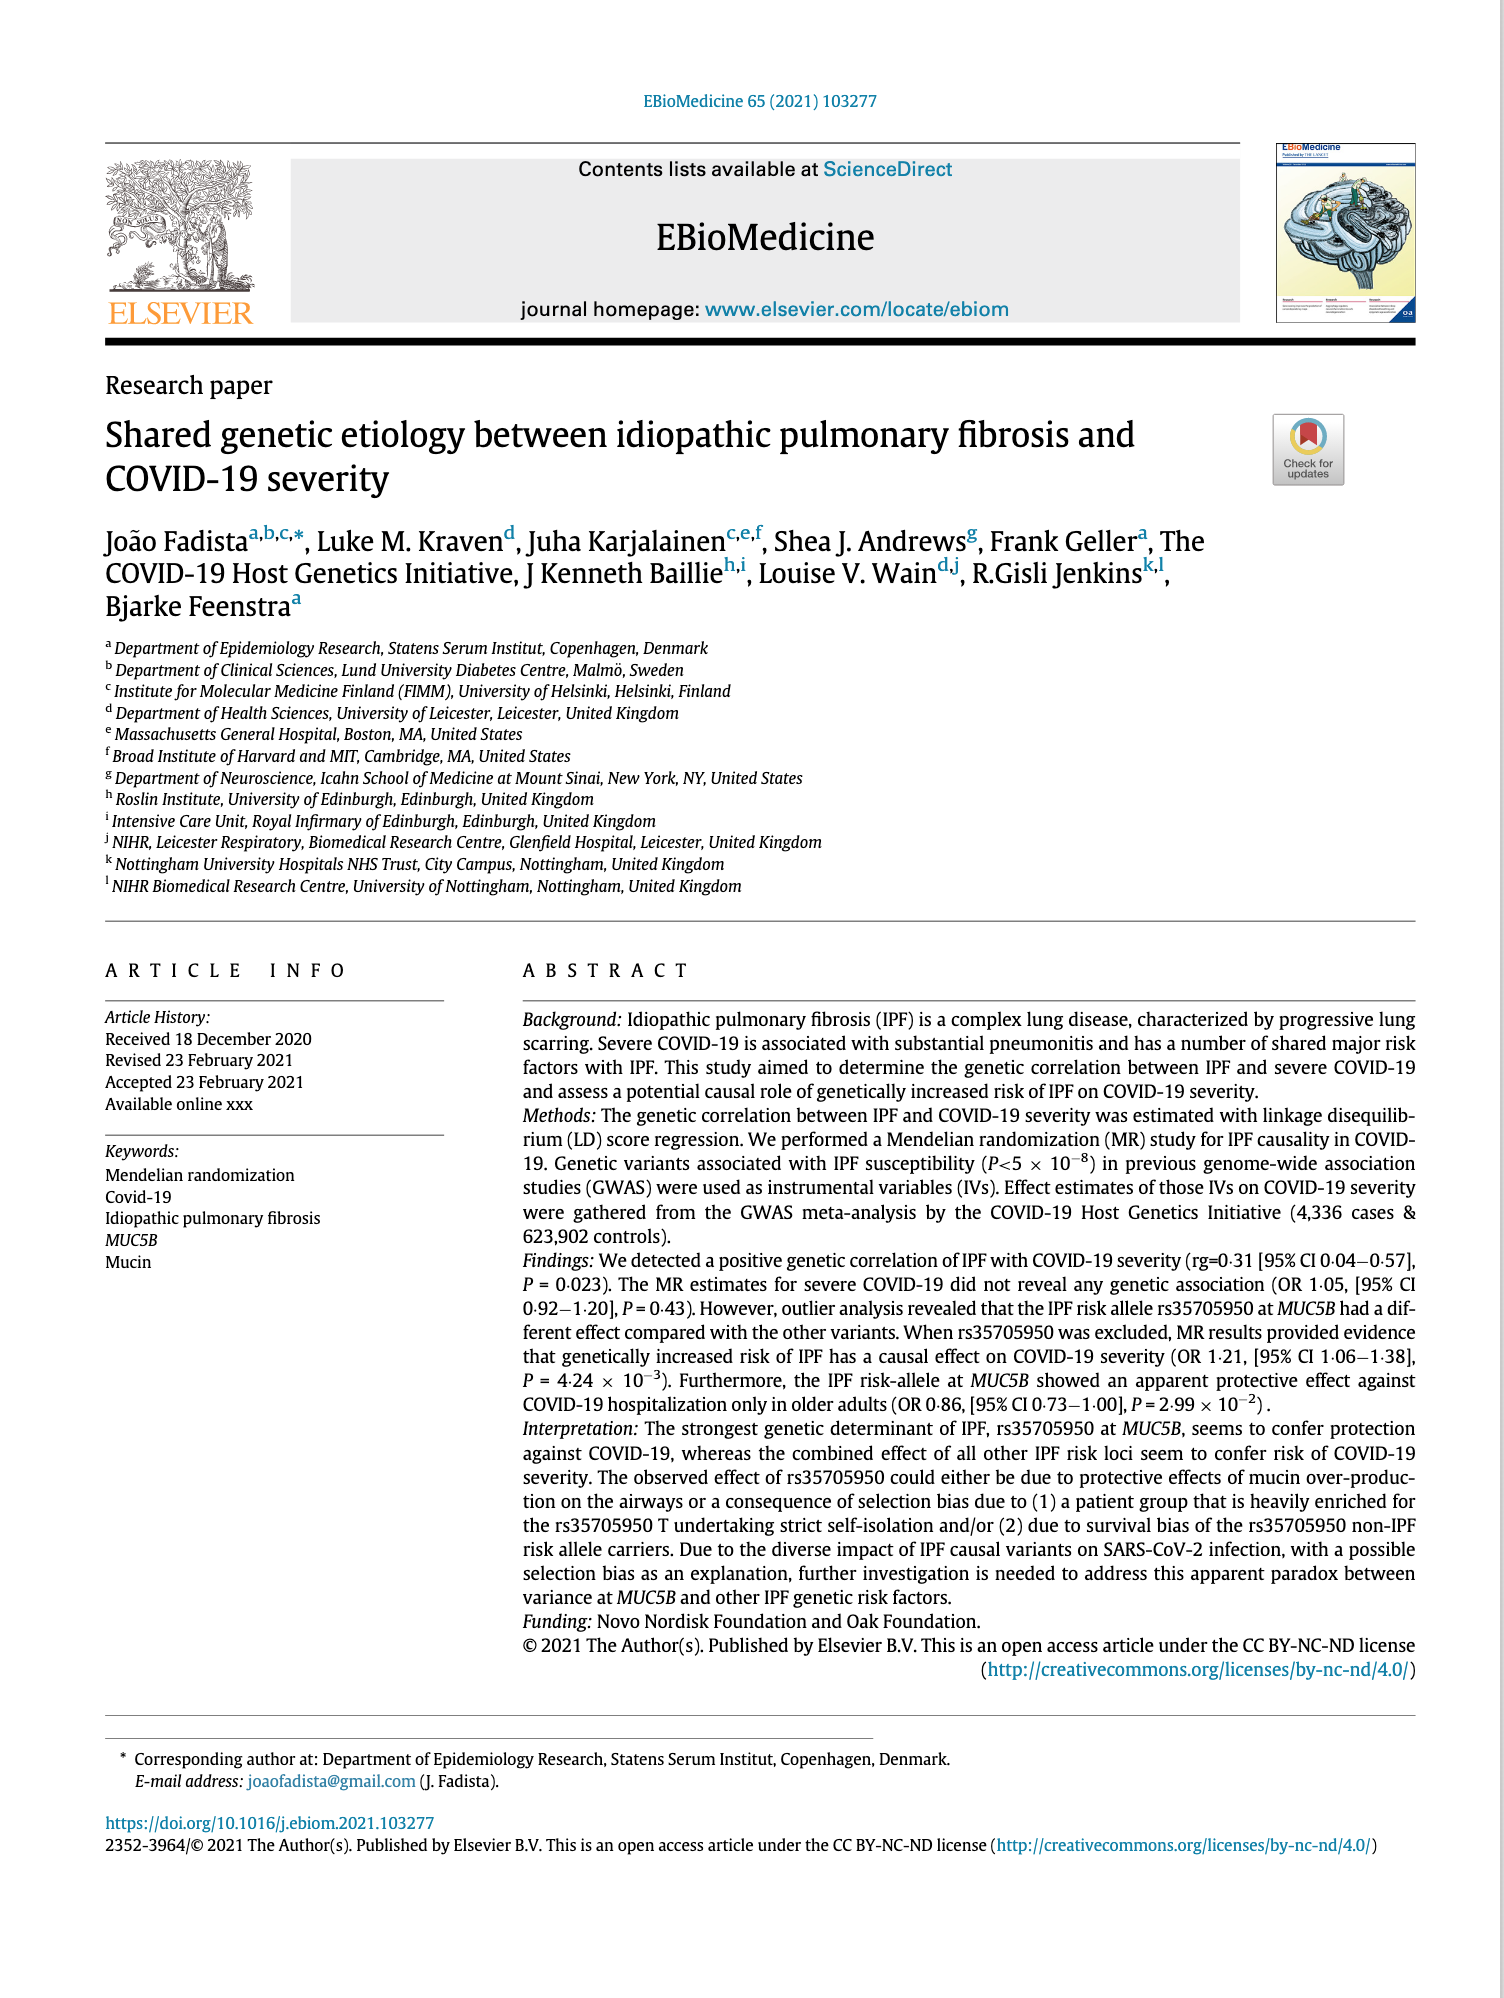 EBioMedicine 65 (2021) 103277
Contents lists available at ScienceDirect
EBioMedicine
journal homepage: www.elsevier.com/locate/ebiom
NON SOLUS
ELSEVIER
EBioMedicine
Published by THE LANCET
Research paper
Shared genetic etiology between idiopathic pulmonary fibrosis and
COVID-19 severity
Check for
updates
João Fadista a,b,c,*, Luke M. Kraven d, Juha Karjalainen c,e,f, Shea J. Andrews g, Frank Geller a, The
COVID-19 Host Genetics Initiative, J Kenneth Baillie h,i, Louise V. Wain d,j, R.Gisli Jenkins k,l,
Bjarke Feenstra a
a Department of Epidemiology Research, Statens Serum Institut, Copenhagen, Denmark
b Department of Clinical Sciences, Lund University Diabetes Centre, Malmö, Sweden
c Institute for Molecular Medicine Finland (FIMM), University of Helsinki, Helsinki, Finland
d Department of Health Sciences, University of Leicester, Leicester, United Kingdom
e Massachusetts General Hospital, Boston, MA, United States
f Broad Institute of Harvard and MIT, Cambridge, MA, United States
g Department of Neuroscience, Icahn School of Medicine at Mount Sinai, New York, NY, United States
h Roslin Institute, University of Edinburgh, Edinburgh, United Kingdom
i Intensive Care Unit, Royal Infirmary of Edinburgh, Edinburgh, United Kingdom
j NIHR, Leicester Respiratory, Biomedical Research Centre, Glenfield Hospital, Leicester, United Kingdom
k Nottingham University Hospitals NHS Trust, City Campus, Nottingham, United Kingdom
l NIHR Biomedical Research Centre, University of Nottingham, Nottingham, United Kingdom
ARTICLE INFO
Article History:
Received 18 December 2020
Revised 23 February 2021
Accepted 23 February 2021
Available online xxx
Keywords:
Mendelian randomization
Covid-19
Idiopathic pulmonary fibrosis
MUC5B
Mucin
ABSTRACT
Background: Idiopathic pulmonary fibrosis (IPF) is a complex lung disease, characterized by progressive lung
scarring. Severe COVID-19 is associated with substantial pneumonitis and has a number of shared major risk
factors with IPF. This study aimed to determine the genetic correlation between IPF and severe COVID-19
and assess a potential causal role of genetically increased risk of IPF on COVID-19 severity.
Methods: The genetic correlation between IPF and COVID-19 severity was estimated with linkage disequilib-
rium (LD) score regression. We performed a Mendelian randomization (MR) study for IPF causality in COVID-
19. Genetic variants associated with IPF susceptibility (P<5 × 10−8) in previous genome-wide association
studies (GWAS) were used as instrumental variables (IVs). Effect estimates of those IVs on COVID-19 severity
were gathered from the GWAS meta-analysis by the COVID-19 Host Genetics Initiative (4,336 cases &
623,902 controls).
Findings: We detected a positive genetic correlation of IPF with COVID-19 severity (rg=0·31 [95% CI 0·04−0·57],
P = 0·023). The MR estimates for severe COVID-19 did not reveal any genetic association (OR 1·05, [95% CI
0·92−1·20], P = 0·43). However, outlier analysis revealed that the IPF risk allele rs35705950 at MUC5B had a dif-
ferent effect compared with the other variants. When rs35705950 was excluded, MR results provided evidence
that genetically increased risk of IPF has a causal effect on COVID-19 severity (OR 1·21, [95% CI 1·06−1·38],
P = 4·24 × 10−3). Furthermore, the IPF risk-allele at MUC5B showed an apparent protective effect against
COVID-19 hospitalization only in older adults (OR 0·86, [95% CI 0·73−1·00], P = 2·99 × 10−2) .
Interpretation: The strongest genetic determinant of IPF, rs35705950 at MUC5B, seems to confer protection
against COVID-19, whereas the combined effect of all other IPF risk loci seem to confer risk of COVID-19
severity. The observed effect of rs35705950 could either be due to protective effects of mucin over-produc-
tion on the airways or a consequence of selection bias due to (1) a patient group that is heavily enriched for
the rs35705950 T undertaking strict self-isolation and/or (2) due to survival bias of the rs35705950 non-IPF
risk allele carriers. Due to the diverse impact of IPF causal variants on SARS-CoV-2 infection, with a possible
selection bias as an explanation, further investigation is needed to address this apparent paradox between
variance at MUC5B and other IPF genetic risk factors.
Funding: Novo Nordisk Foundation and Oak Foundation.
© 2021 The Author(s). Published by Elsevier B.V. This is an open access article under the CC BY-NC-ND license
(http://creativecommons.org/licenses/by-nc-nd/4.0/)
* Corresponding author at: Department of Epidemiology Research, Statens Serum Institut, Copenhagen, Denmark.
E-mail address: joaofadista@gmail.com (J. Fadista).
https://doi.org/10.1016/j.ebiom.2021.103277
2352-3964/© 2021 The Author(s). Published by Elsevier B.V. This is an open access article under the CC BY-NC-ND license (http://creativecommons.org/licenses/by-nc-nd/4.0/)